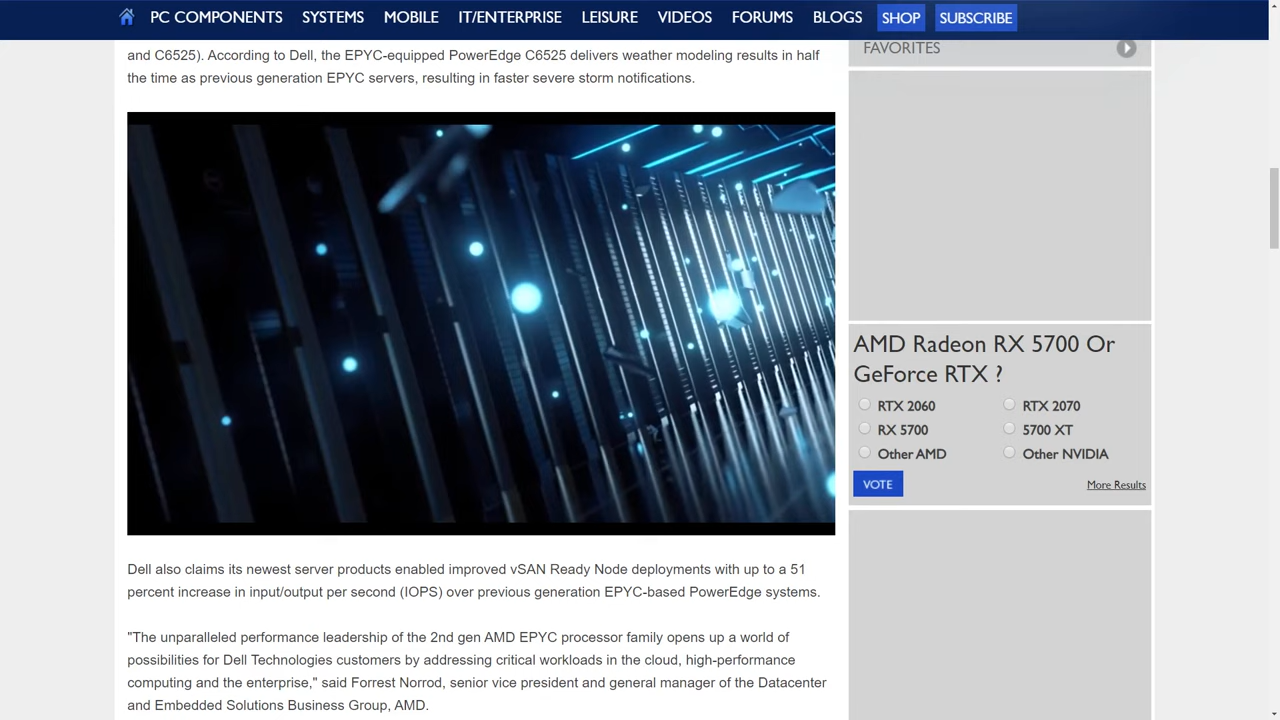 PC COMPONENTS SYSTEMS MOBILE IT/ENTERPRISE LEISURE VIDEOS FORUMS BLOGS SHOP SUBSCRIBE
and C6525). According to Dell, the EPYC-equipped PowerEdge C6525 delivers weather modeling results in half
the time as previous generation EPYC servers, resulting in faster severe storm notifications.
Dell also claims its newest server products enabled improved vSAN Ready Node deployments with up to a 51
percent increase in input/output per second (IOPS) over previous generation EPYC-based PowerEdge systems.
"The unparalleled performance leadership of the 2nd gen AMD EPYC processor family opens up a world of
possibilities for Dell Technologies customers by addressing critical workloads in the cloud, high-performance
computing and the enterprise," said Forrest Norrod, senior vice president and general manager of the Datacenter
and Embedded Solutions Business Group, AMD.
FAVORITES
AMD Radeon RX 5700 Or
GeForce RTX ?
RTX 2060 RTX 2070
RX 5700 5700 XT
Other AMD Other NVIDIA
VOTE More Results